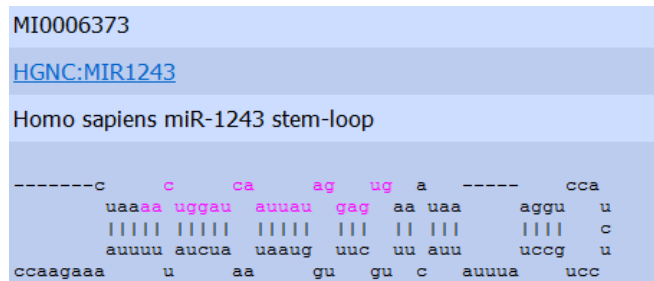 MI0006373
HGNC:MIR1243
Homo sapiens miR-1243 stem-loop
-------c      c      ca      ag    ug  a   -----     cca
        uaaaa uggau  auuau  gag  aa uaa     aggu   u
        ||||| |||||  |||||  |||  || |||     ||||   c
        auuuu aucua  uaaug  uuc  uu auu     uccg   u
ccaagaaa      u      aa      gu    gu  c   auuua     ucc